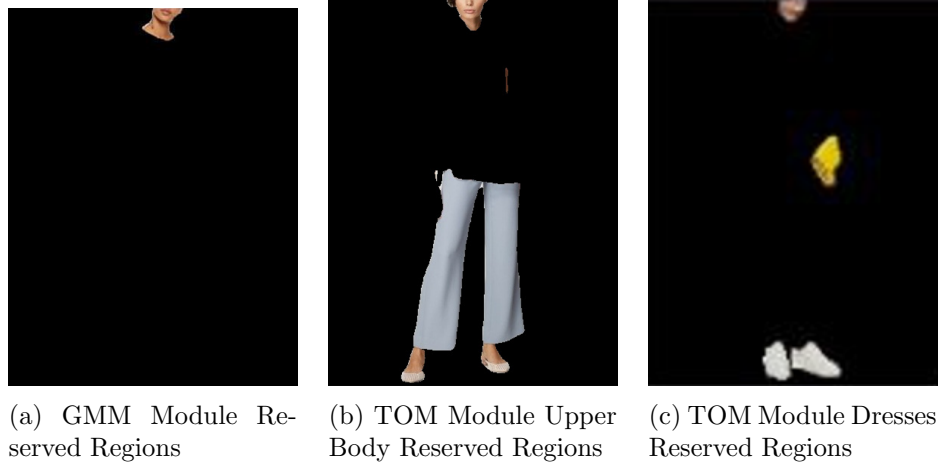 (a) GMM Module Re-
served Regions
(b) TOM Module Upper
Body Reserved Regions
(c) TOM Module Dresses
Reserved Regions